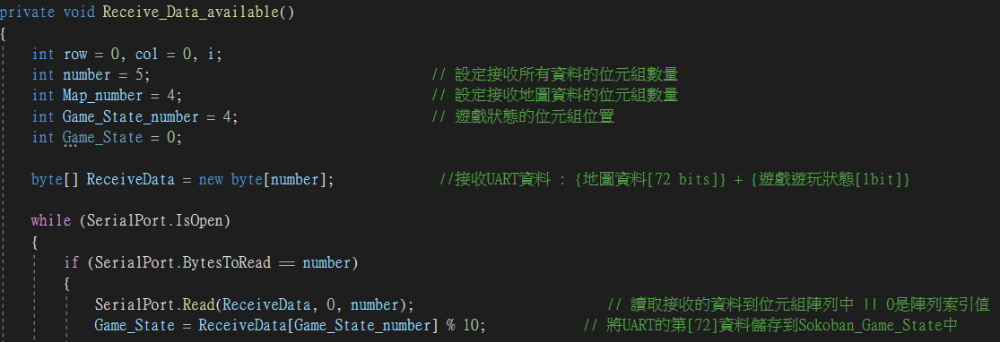 private void Receive_Data_available()
{
int row = 0, col = 0, i;
int number = 5; // 設定接收所有資料的位元組數量
int Map_number = 4; // 設定接收地圖資料的位元組數量
int Game_State_number = 4; // 遊戲狀態的位元組位置
int Game_State = 0;
byte[] ReceiveData = new byte[number]; //接收UART資料 : {地圖資料[72 bits]} + {遊戲遊玩狀態[1bit]}
while (SerialPort.IsOpen)
{
if (SerialPort.BytesToRead == number)
{
SerialPort.Read(ReceiveData, 0, number); // 讀取接收的資料到位元組陣列中 || 0是陣列索引值
Game_State = ReceiveData[Game_State_number] % 10; // 將UART的第[72]資料儲存到Sokoban_Game_State中